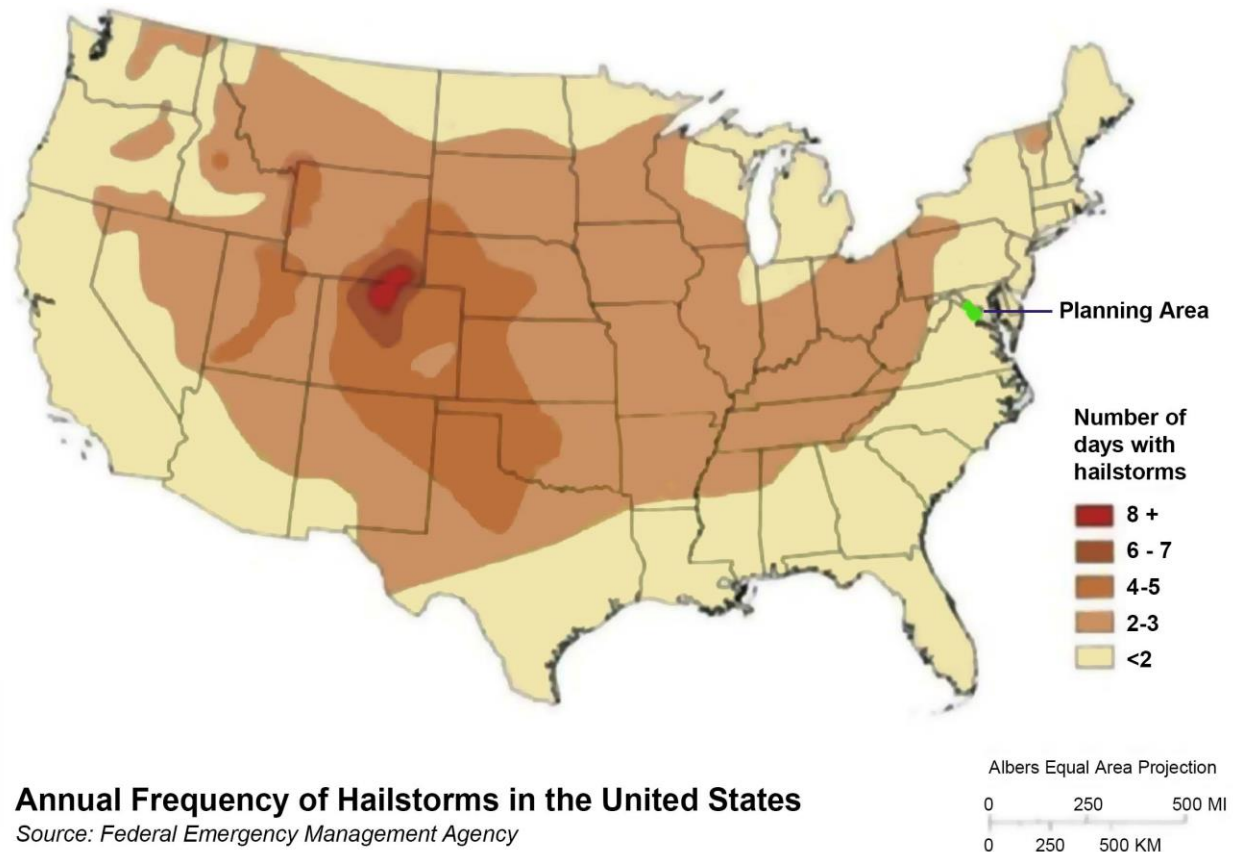 Planning Area
Number of
days with
hailstorms
8 +
6 - 7
4-5
2-3
<2
Albers Equal Area Projection
0 250 500 MI
0 250 500 KM
Annual Frequency of Hailstorms in the United States
Source: Federal Emergency Management Agency